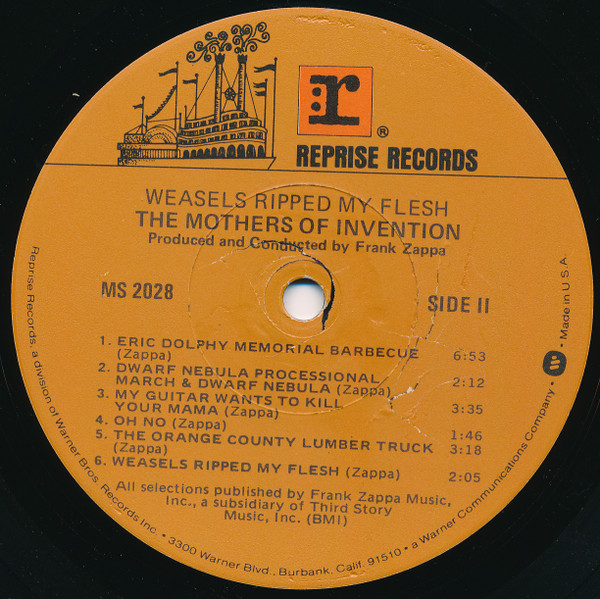 r ®
REPRISE RECORDS
WEASELS RIPPED MY FLESH
THE MOTHERS OF INVENTION
Produced and Conducted by Frank Zappa
MS 2028
SIDE II
1. ERIC DOLPHY MEMORIAL BARBECUE
(Zappa) 6:53
2. DWARF NEBULA PROCESSIONAL
MARCH & DWARF NEBULA (Zappa) 2:12
3. MY GUITAR WANTS TO KILL
YOUR MAMA (Zappa) 3:35
4. OH NO (Zappa) 1:46
5. THE ORANGE COUNTY LUMBER TRUCK 3:18
(Zappa)
6. WEASELS RIPPED MY FLESH (Zappa) 2:05
All selections published by Frank Zappa Music,
Inc., a subsidiary of Third Story
Music, Inc. (BMI)
Reprise Records, a division of Warner Bros. Records Inc. • 3300 Warner Blvd., Burbank, Calif. 91510 • a Warner Communications Company • W • Made in U.S.A.